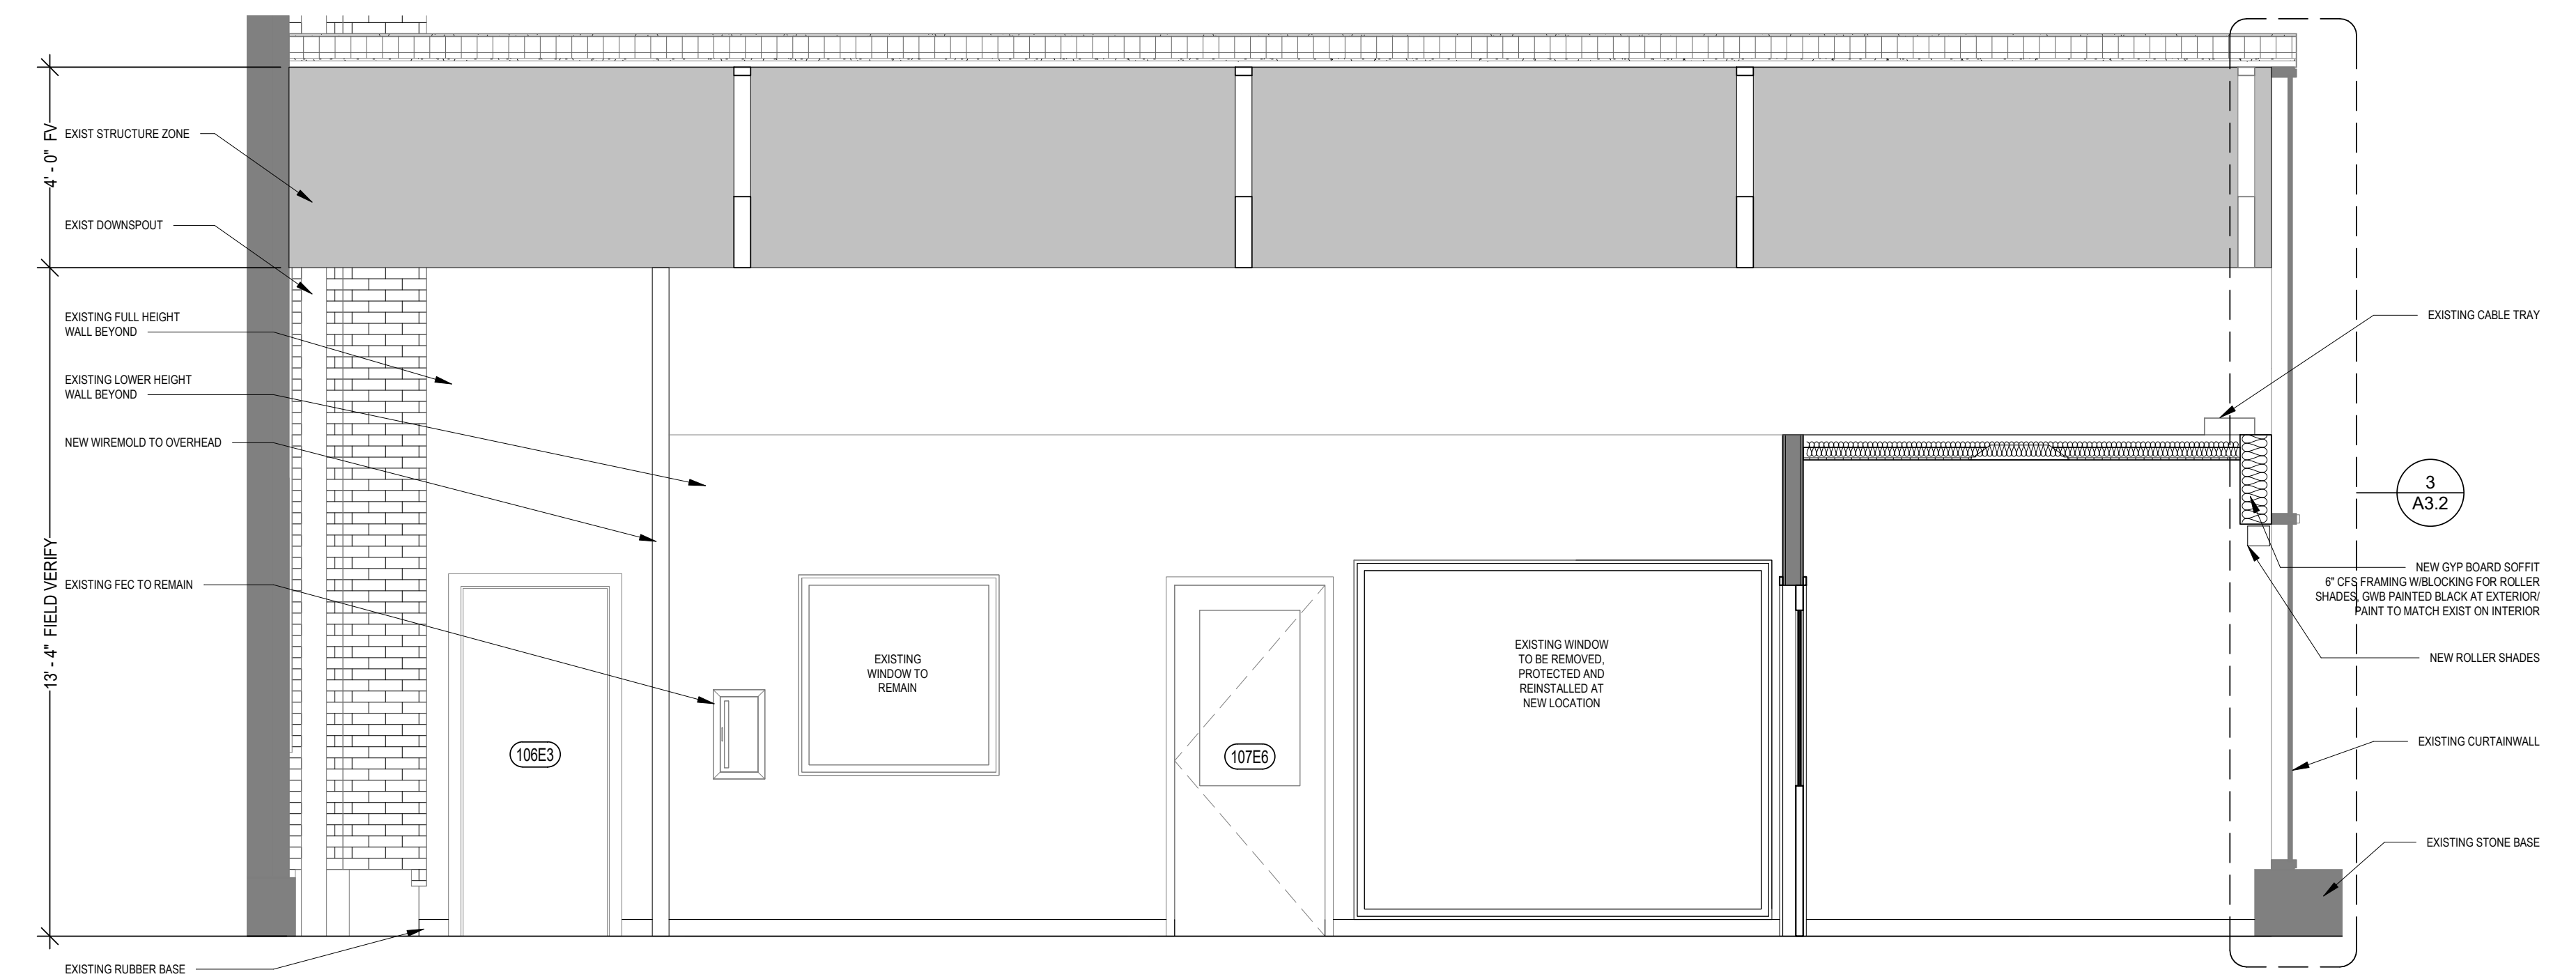 4' - 0" FV
EXIST STRUCTURE ZONE
EXIST DOWNSPOUT
EXISTING FULL HEIGHT
WALL BEYOND
EXISTING LOWER HEIGHT
WALL BEYOND
NEW WIREMOLD TO OVERHEAD
13' - 4" FIELD VERIFY
EXISTING FEC TO REMAIN
EXISTING RUBBER BASE
106E3
EXISTING
WINDOW TO
REMAIN
107E6
EXISTING WINDOW
TO BE REMOVED,
PROTECTED AND
REINSTALLED AT
NEW LOCATION
EXISTING CABLE TRAY
3
A3.2
NEW GYP BOARD SOFFIT
6" CFS FRAMING W/BLOCKING FOR ROLLER
SHADES, GWB PAINTED BLACK AT EXTERIOR/
PAINT TO MATCH EXIST ON INTERIOR
NEW ROLLER SHADES
EXISTING CURTAINWALL
EXISTING STONE BASE